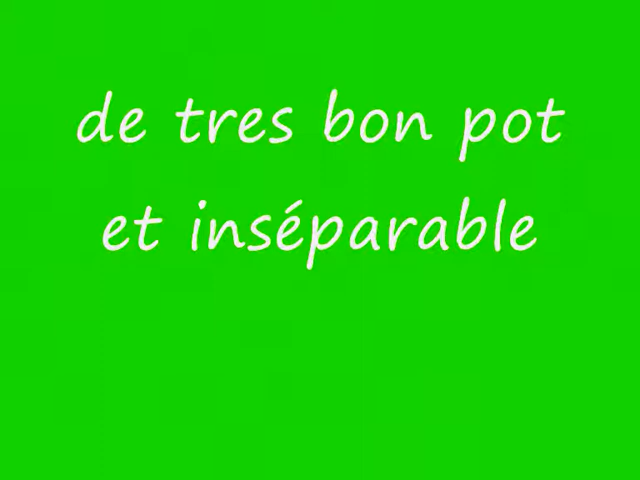 de tres bon pot
et inséparable